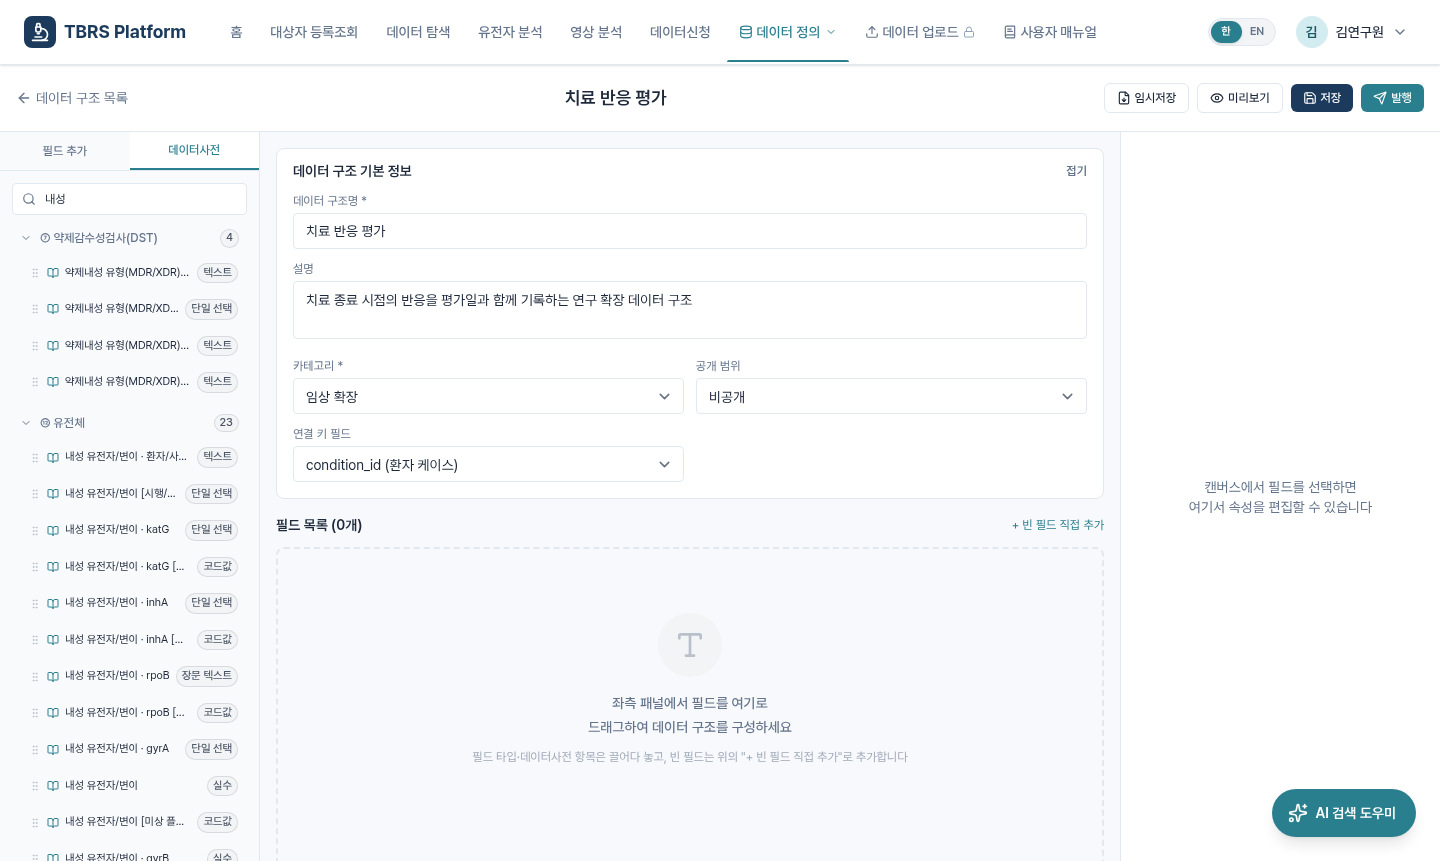 TBRS Platform
홈
대상자 등록조회
데이터 탐색
유전자 분석
영상 분석
데이터신청
데이터 정의
데이터 업로드
사용자 매뉴얼
한
EN
김
김연구원
데이터 구조 목록
치료 반응 평가
임시저장
미리보기
저장
발행
필드 추가
데이터사전
내성
약제감수성검사(DST)
4
약제내성 유형(MDR/XDR)...
텍스트
약제내성 유형(MDR/XD...
단일 선택
약제내성 유형(MDR/XDR)...
텍스트
약제내성 유형(MDR/XDR)...
텍스트
유전체
23
내성 유전자/변이 · 환자/사...
텍스트
내성 유전자/변이 [시행/...
단일 선택
내성 유전자/변이 · katG
단일 선택
내성 유전자/변이 · katG [...
코드값
내성 유전자/변이 · inhA
단일 선택
내성 유전자/변이 · inhA [...
코드값
내성 유전자/변이 · rpoB
장문 텍스트
내성 유전자/변이 · rpoB [...
코드값
내성 유전자/변이 · gyrA
단일 선택
내성 유전자/변이
실수
내성 유전자/변이 [미상 플...
코드값
내성 유전자/변이 · gyrB
실수
데이터 구조 기본 정보
접기
데이터 구조명 *
치료 반응 평가
설명
치료 종료 시점의 반응을 평가일과 함께 기록하는 연구 확장 데이터 구조
카테고리 *
공개 범위
임상 확장
비공개
연결 키 필드
condition_id (환자 케이스)
필드 목록 (0개)
+ 빈 필드 직접 추가
좌측 패널에서 필드를 여기로
드래그하여 데이터 구조를 구성하세요
필드 타입·데이터사전 항목은 끌어다 놓고, 빈 필드는 위의 "+ 빈 필드 직접 추가"로 추가합니다
캔버스에서 필드를 선택하면
여기서 속성을 편집할 수 있습니다
AI 검색 도우미